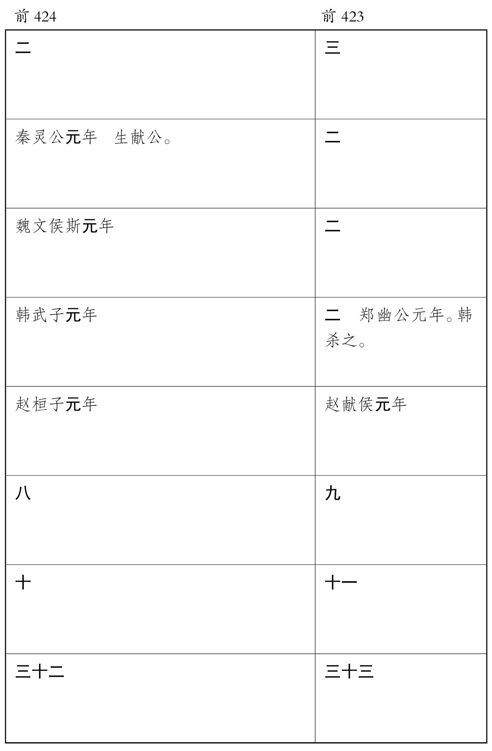 前 424 前 423
二 三
秦灵公元年 生献公。 二
魏文侯斯元年 二
韩武子元年 二 郑幽公元年。韩
杀之。
赵桓子元年 赵献侯元年
八 九
十 十一
三十二 三十三